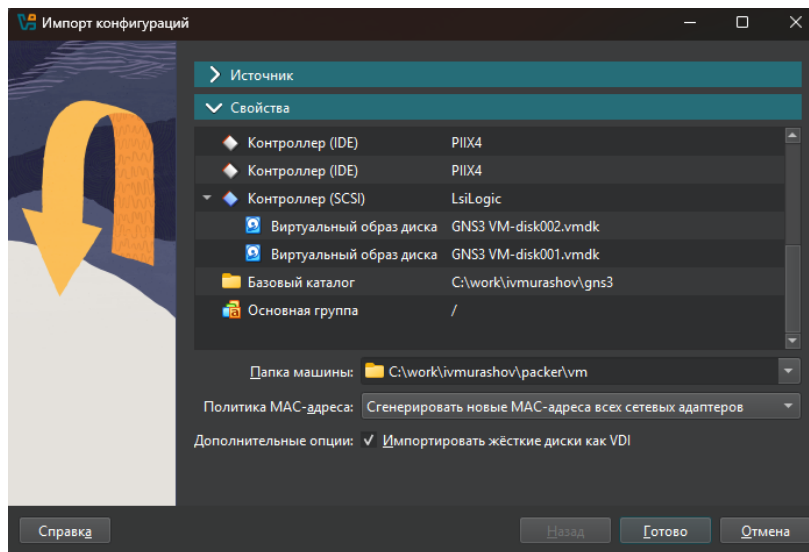 Импорт конфигураций
Источник
Свойства
Контроллер (IDE) PIIX4
Контроллер (IDE) PIIX4
Контроллер (SCSI) LsiLogic
Виртуальный образ диска GNS3 VM-disk002.vmdk
Виртуальный образ диска GNS3 VM-disk001.vmdk
Базовый каталог C:\work\ivmurashov\gns3
Основная группа /
Папка машины: C:\work\ivmurashov\packer\vm
Политика MAC-адреса: Сгенерировать новые MAC-адреса всех сетевых адаптеров
Дополнительные опции: Импортировать жёсткие диски как VDI
Справка Назад Готово Отмена